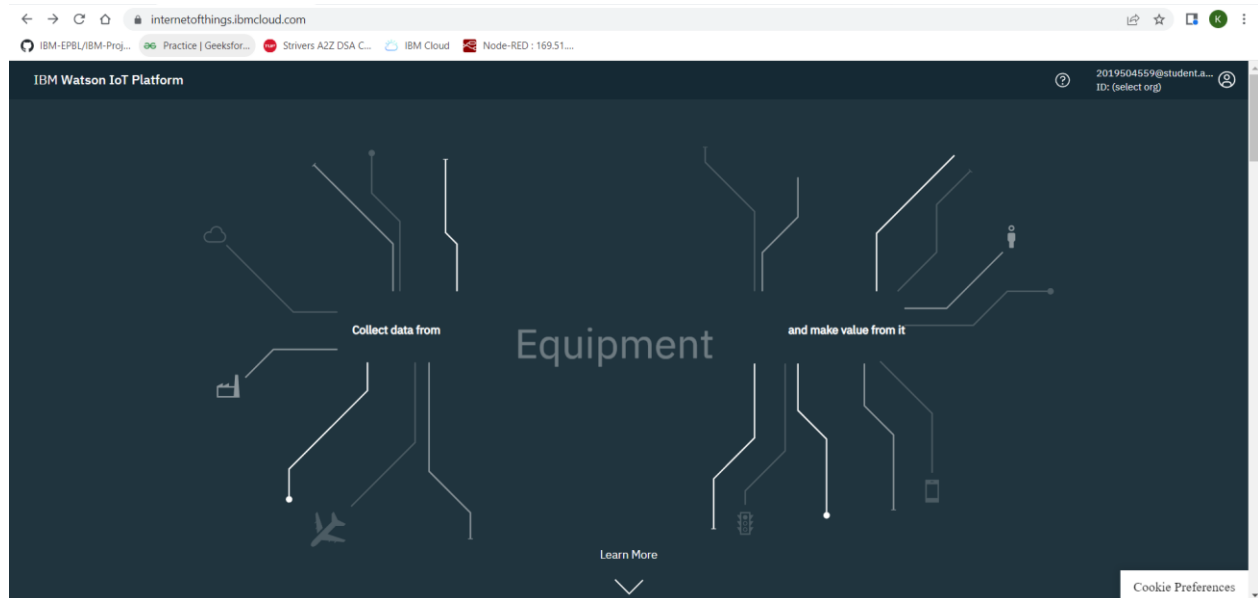 internetofthings.ibmcloud.com
K
IBM-EPBL/IBM-Proj... Practice | Geeksfor... Strivers A2Z DSA C... IBM Cloud Node-RED : 169.51....
IBM Watson IoT Platform
2019504559@student.a...
ID: (select org)
Collect data from Equipment and make value from it
Learn More
Cookie Preferences